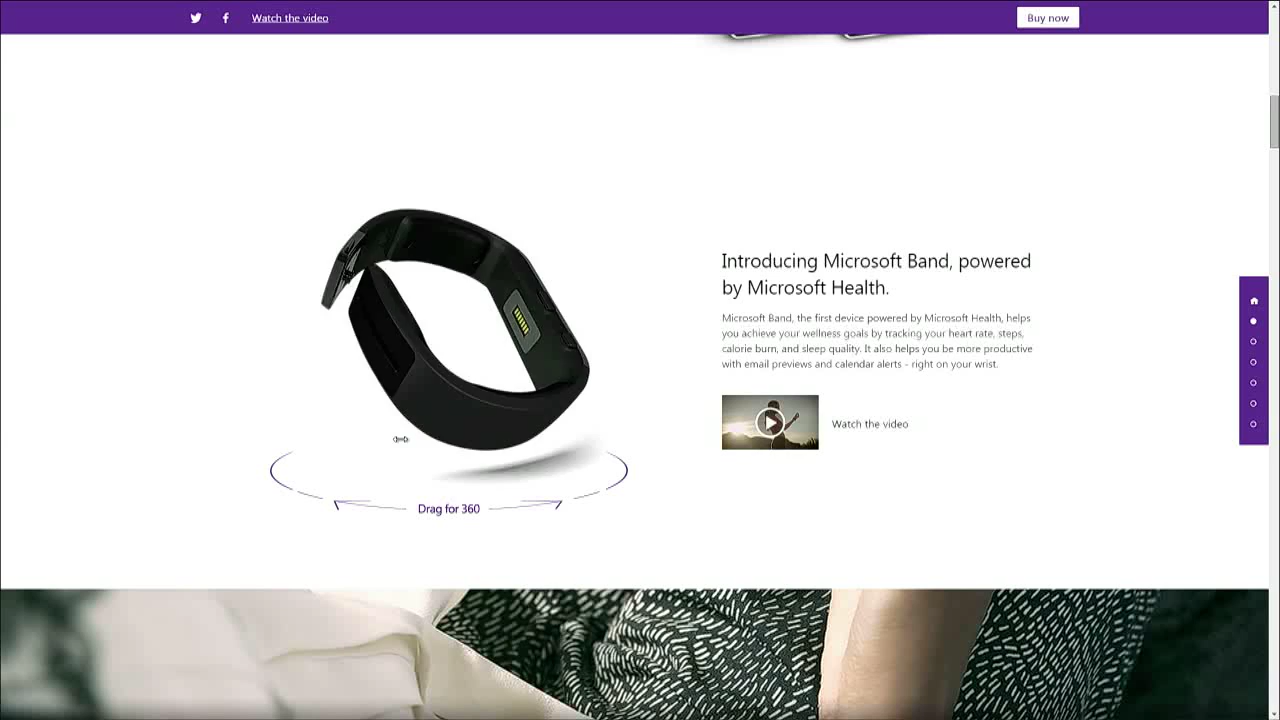 Watch the video
Buy now
Introducing Microsoft Band, powered
by Microsoft Health.
Microsoft Band, the first device powered by Microsoft Health, helps
you achieve your wellness goals by tracking your heart rate, steps,
calorie burn, and sleep quality. It also helps you be more productive
with email previews and calendar alerts - right on your wrist.
Watch the video
Drag for 360